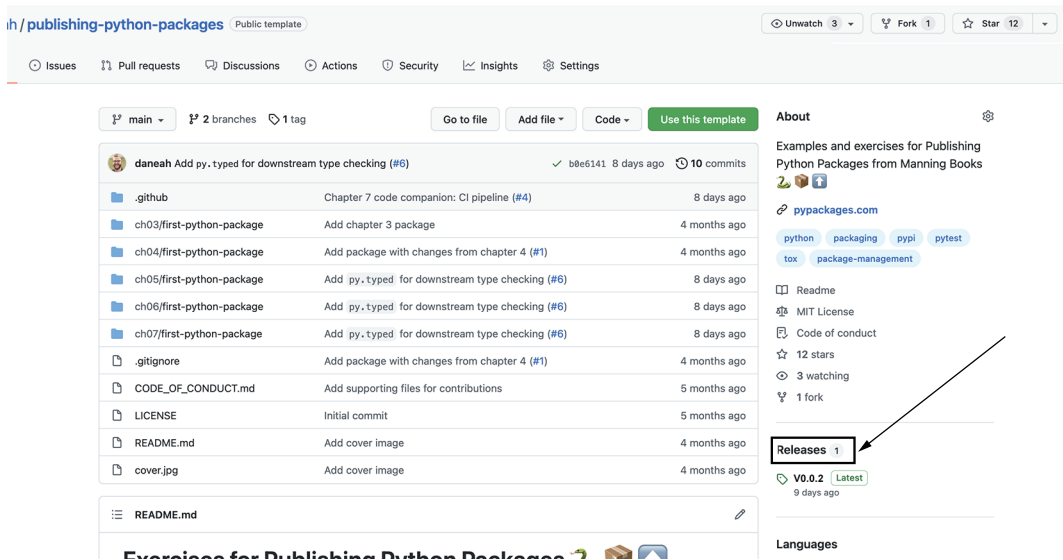 /publishing-python-packages Public template Unwatch 3 Fork 1 Star 12
Issues Pull requests Discussions Actions Security Insights Settings
main 2 branches 1 tag Go to file Add file Code Use this template
daneah Add py.typed for downstream type checking (#6) b0e6141 8 days ago 10 commits
.github Chapter 7 code companion: CI pipeline (#4) 8 days ago
ch03/first-python-package Add chapter 3 package 4 months ago
ch04/first-python-package Add package with changes from chapter 4 (#1) 4 months ago
ch05/first-python-package Add py.typed for downstream type checking (#6) 8 days ago
ch06/first-python-package Add py.typed for downstream type checking (#6) 8 days ago
ch07/first-python-package Add py.typed for downstream type checking (#6) 8 days ago
.gitignore Add package with changes from chapter 4 (#1) 4 months ago
CODE_OF_CONDUCT.md Add supporting files for contributions 5 months ago
LICENSE Initial commit 5 months ago
README.md Add cover image 4 months ago
cover.jpg Add cover image 4 months ago
README.md
Exercises for Publishing Python Packages
About
Examples and exercises for Publishing
Python Packages from Manning Books
pypackages.com
python packaging pypi pytest
tox package-management
Readme
MIT License
Code of conduct
12 stars
3 watching
1 fork
Releases 1
V0.0.2 Latest
9 days ago
Languages